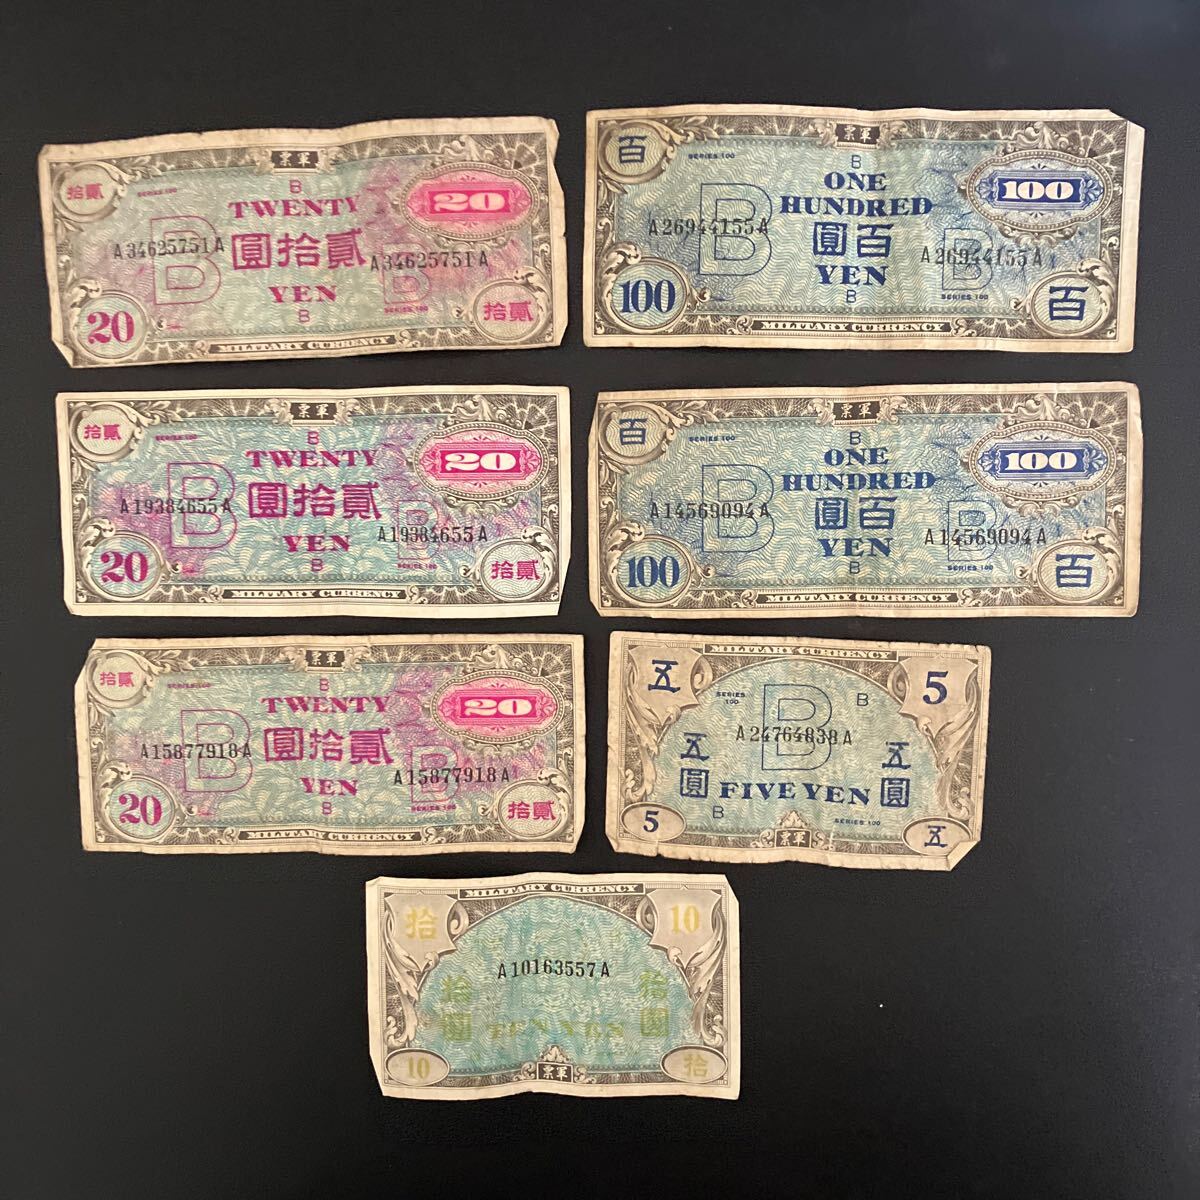 票軍
拾貳
SERIES 100
B
B
TWENTY
20
A34625751A
圓拾貳
A34625751A
YEN
B
B
SERIES 100
20
拾貳
MILITARY CURRENCY
票軍
百
SERIES 100
B
B
ONE
HUNDRED
100
A26944155A
圓百
A26944155A
YEN
B
B
SERIES 100
100
百
MILITARY CURRENCY
票軍
拾貳
SERIES 100
B
B
TWENTY
20
A19384655A
圓拾貳
A19384655A
YEN
B
B
SERIES 100
20
拾貳
MILITARY CURRENCY
票軍
百
SERIES 100
B
B
ONE
HUNDRED
100
A14569094A
圓百
A14569094A
YEN
B
B
SERIES 100
100
百
MILITARY CURRENCY
票軍
拾貳
SERIES 100
B
B
TWENTY
20
A15877918A
圓拾貳
A15877918A
YEN
B
B
SERIES 100
20
拾貳
MILITARY CURRENCY
MILITARY CURRENCY
五
5
SERIES
100
B
B
A24764838A
五
圓
五
圓
FIVE YEN
B
SERIES 100
5
票軍
五
MILITARY CURRENCY
拾
10
A10163557A
拾
圓
拾
圓
TEN YEN
10
票軍
拾